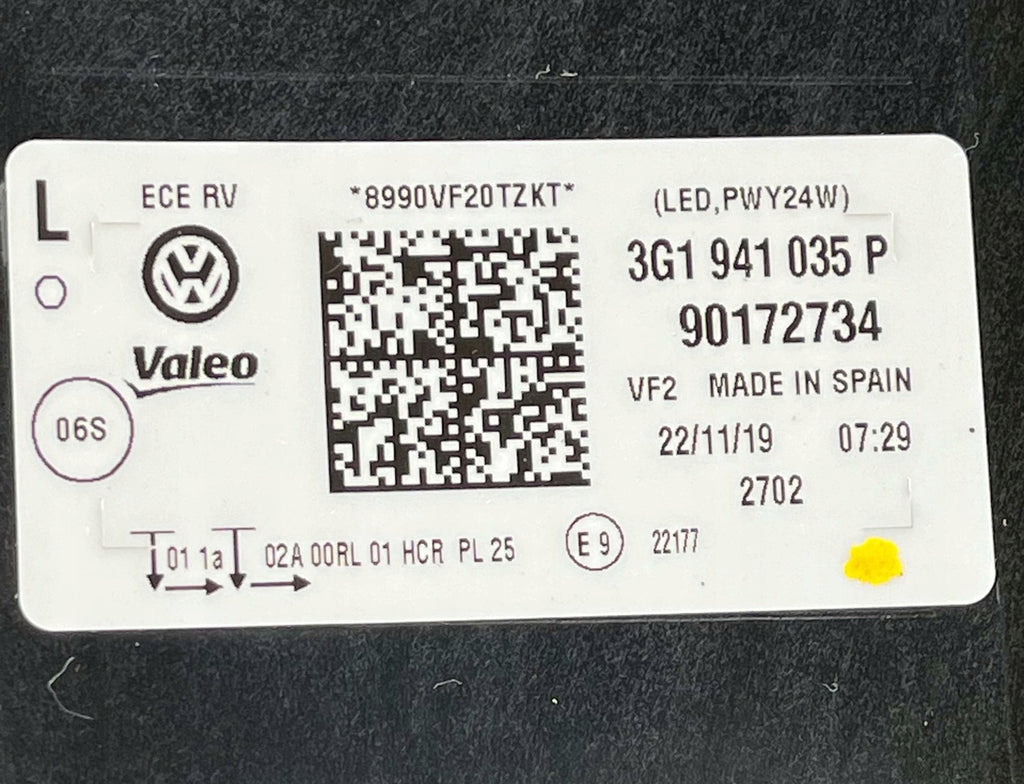 L
ECE RV
*8990VF20TZKT*
(LED,PWY24W)
3G1 941 035 P
90172734
Valeo
VF2 MADE IN SPAIN
06S
22/11/19 07:29
2702
01 1a 02A 00RL 01 HCR PL 25
E 9 22177